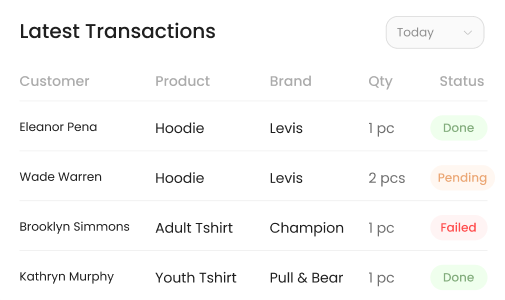 Latest Transactions Today
Customer Product Brand Qty Status
Eleanor Pena Hoodie Levis 1 pc Done
Wade Warren Hoodie Levis 2 pcs Pending
Brooklyn Simmons Adult Tshirt Champion 1 pc Failed
Kathryn Murphy Youth Tshirt Pull & Bear 1 pc Done